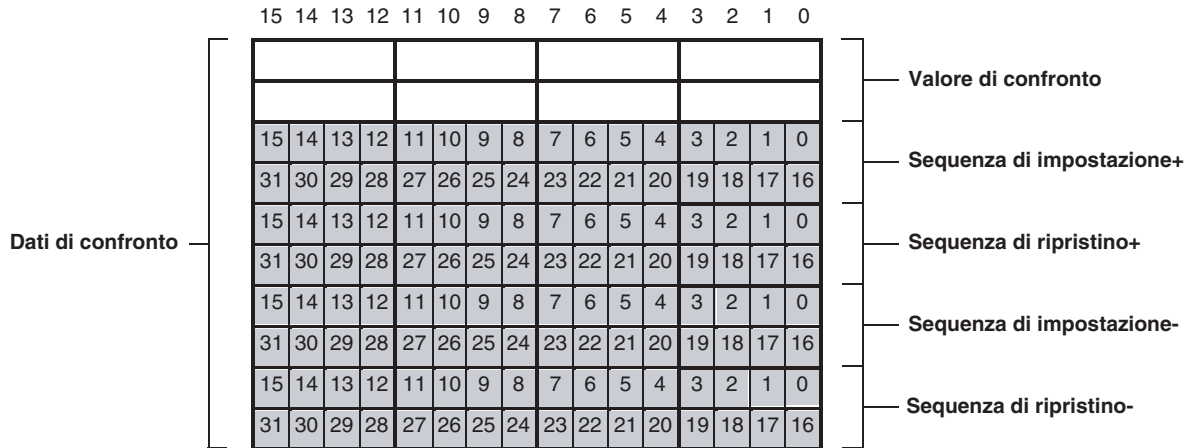 15 14 13 12 11 10 9 8 7 6 5 4 3 2 1 0
Valore di confronto
15 14 13 12 11 10 9 8 7 6 5 4 3 2 1 0
Sequenza di impostazione+
31 30 29 28 27 26 25 24 23 22 21 20 19 18 17 16
15 14 13 12 11 10 9 8 7 6 5 4 3 2 1 0
Dati di confronto
Sequenza di ripristino+
31 30 29 28 27 26 25 24 23 22 21 20 19 18 17 16
15 14 13 12 11 10 9 8 7 6 5 4 3 2 1 0
Sequenza di impostazione-
31 30 29 28 27 26 25 24 23 22 21 20 19 18 17 16
15 14 13 12 11 10 9 8 7 6 5 4 3 2 1 0
Sequenza di ripristino-
31 30 29 28 27 26 25 24 23 22 21 20 19 18 17 16